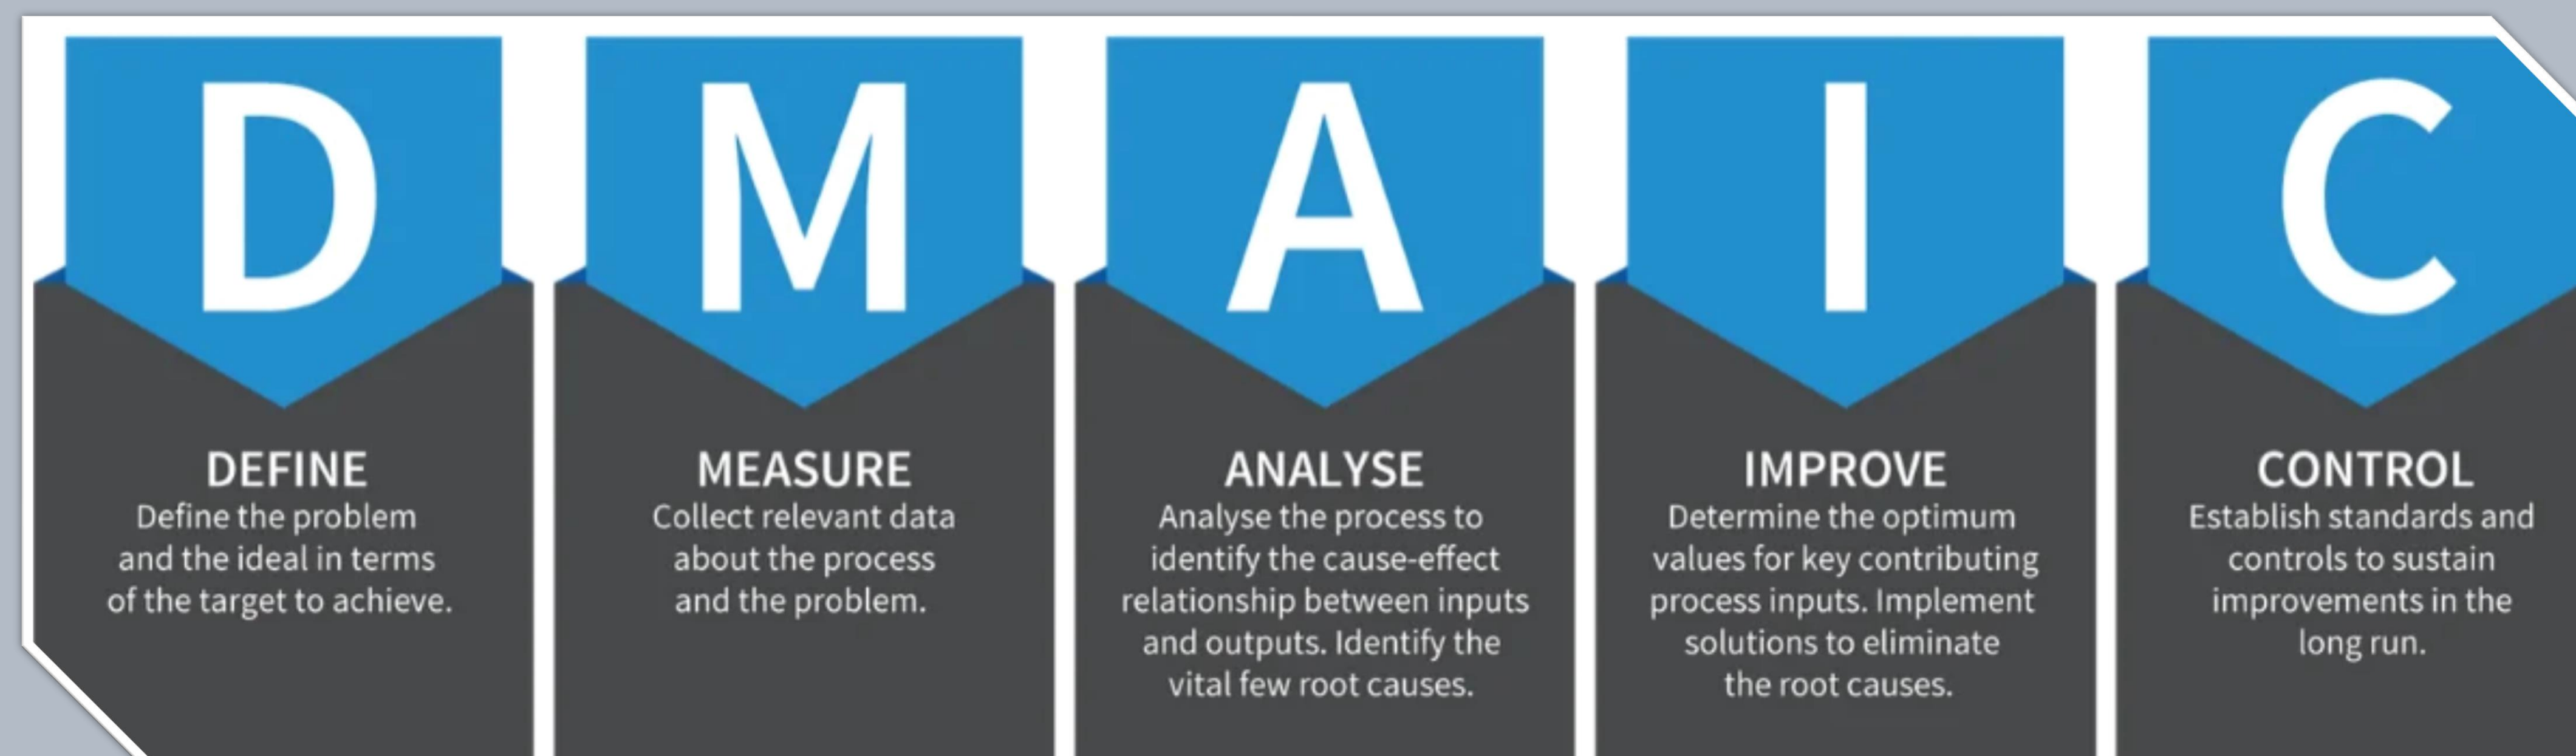 D
DEFINE
Define the problem
and the ideal in terms
of the target to achieve.
M
MEASURE
Collect relevant data
about the process
and the problem.
A
ANALYSE
Analyse the process to
identify the cause-effect
relationship between inputs
and outputs. Identify the
vital few root causes.
I
IMPROVE
Determine the optimum
values for key contributing
process inputs. Implement
solutions to eliminate
the root causes.
C
CONTROL
Establish standards and
controls to sustain
improvements in the
long run.